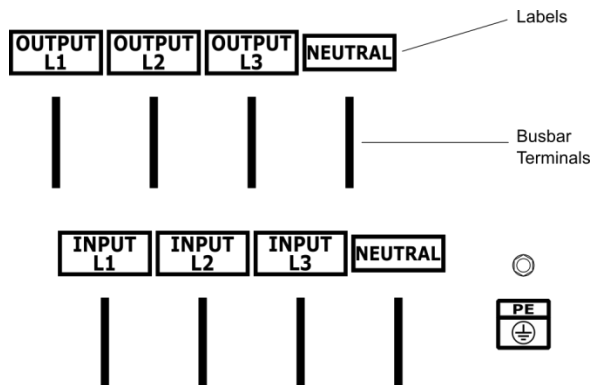 Labels
OUTPUT L1
OUTPUT L2
OUTPUT L3
NEUTRAL
Busbar
Terminals
INPUT L1
INPUT L2
INPUT L3
NEUTRAL
PE